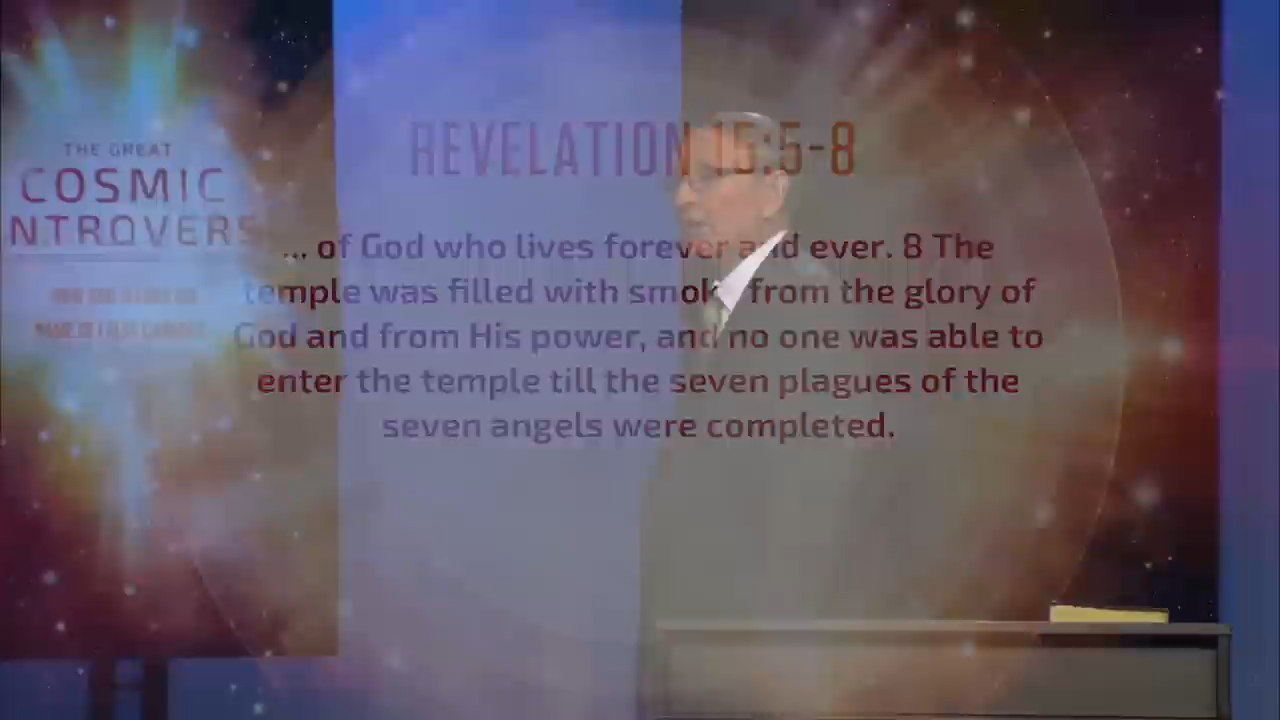 THE GREAT
COSMIC
NTROVERS
REVELATION 15:5-8
... of God who lives forever and ever. 8 The
temple was filled with smoke from the glory of
God and from His power, and no one was able to
enter the temple till the seven plagues of the
seven angels were completed.